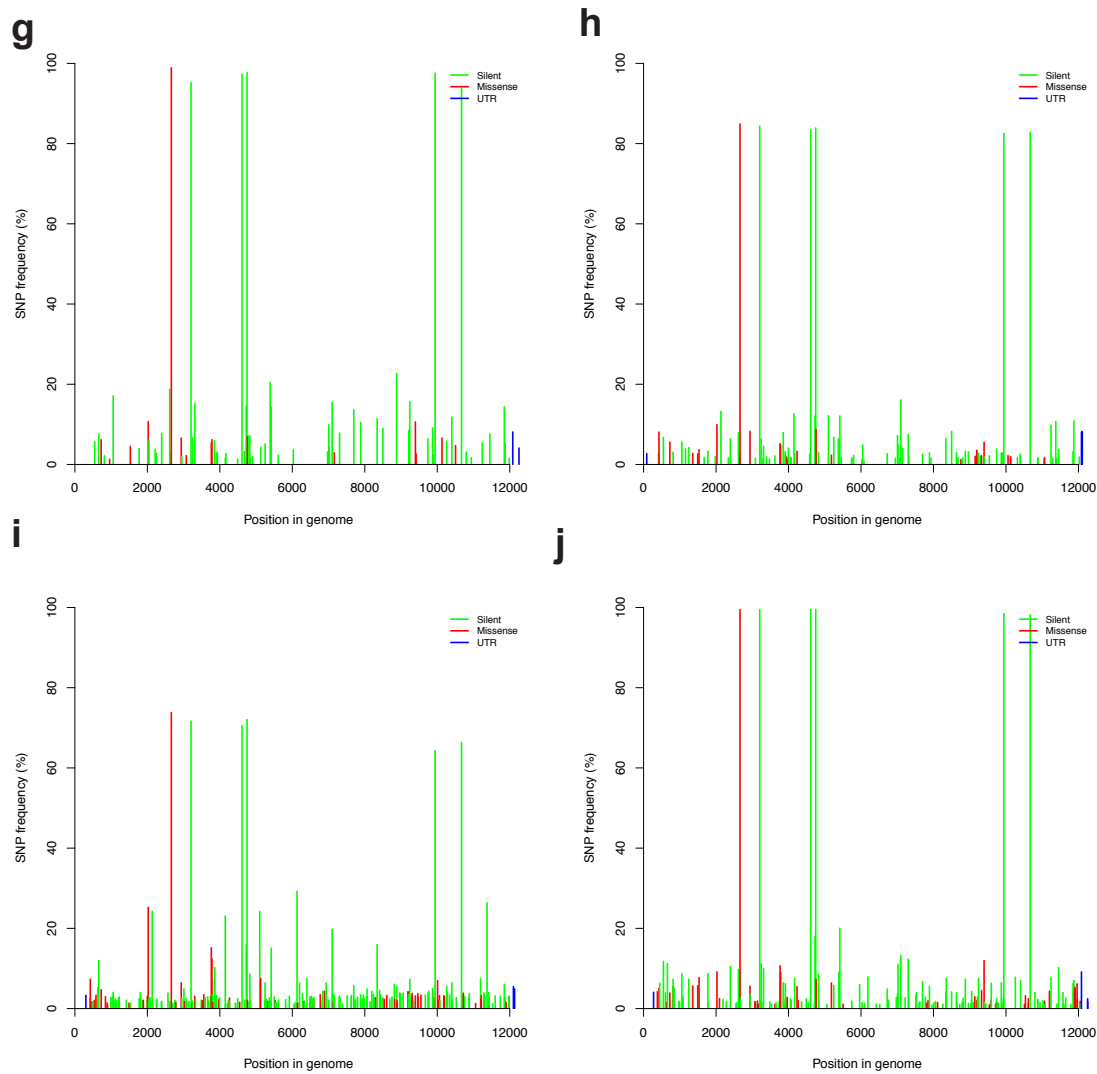 g
SNP frequency (%)
0 20 40 60 80 100
Silent
Missense
UTR
0 2000 4000 6000 8000 10000 12000
Position in genome
h
SNP frequency (%)
0 20 40 60 80 100
Silent
Missense
UTR
0 2000 4000 6000 8000 10000 12000
Position in genome
i
SNP frequency (%)
0 20 40 60 80 100
Silent
Missense
UTR
0 2000 4000 6000 8000 10000 12000
Position in genome
j
SNP frequency (%)
0 20 40 60 80 100
Silent
Missense
UTR
0 2000 4000 6000 8000 10000 12000
Position in genome